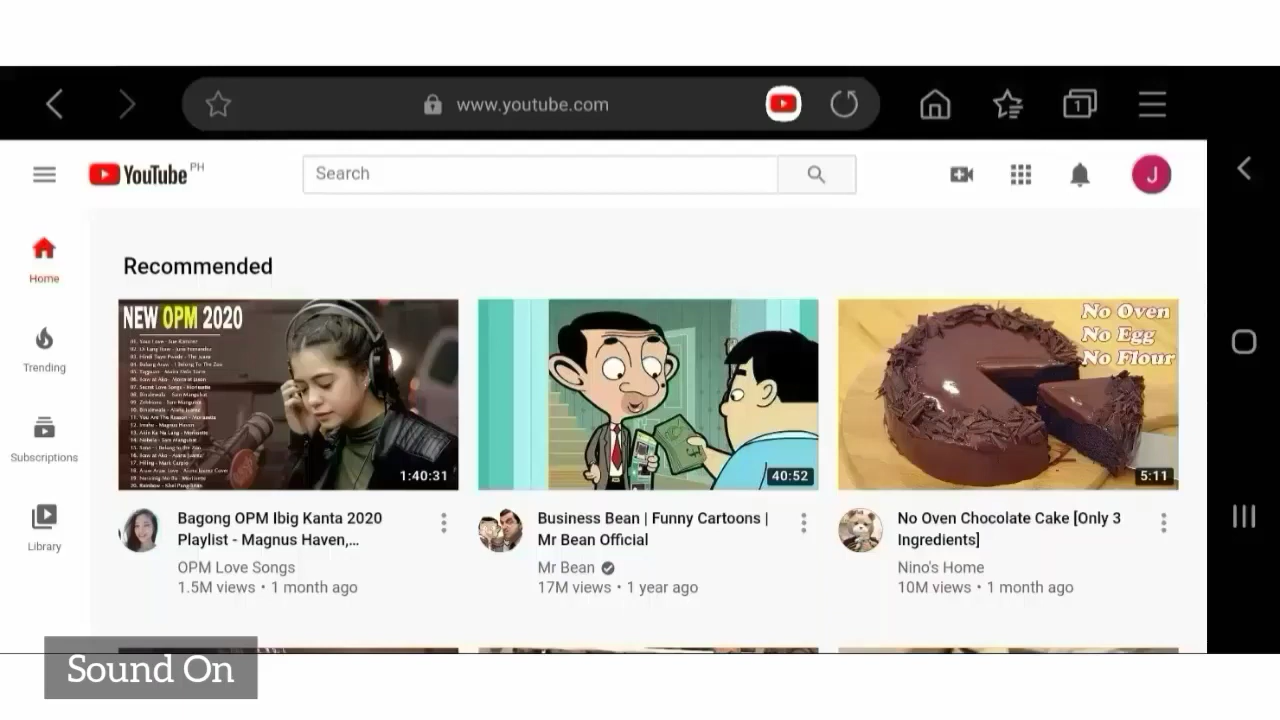 www.youtube.com
1
YouTube PH
Search
J
Home
Trending
Subscriptions
Library
Recommended
NEW OPM 2020
1:40:31
40:52
No Oven
No Egg
No Flour
5:11
Bagong OPM Ibig Kanta 2020
Playlist - Magnus Haven,...
OPM Love Songs
1.5M views • 1 month ago
Business Bean | Funny Cartoons |
Mr Bean Official
Mr Bean
17M views • 1 year ago
No Oven Chocolate Cake [Only 3
Ingredients]
Nino's Home
10M views • 1 month ago
Sound On